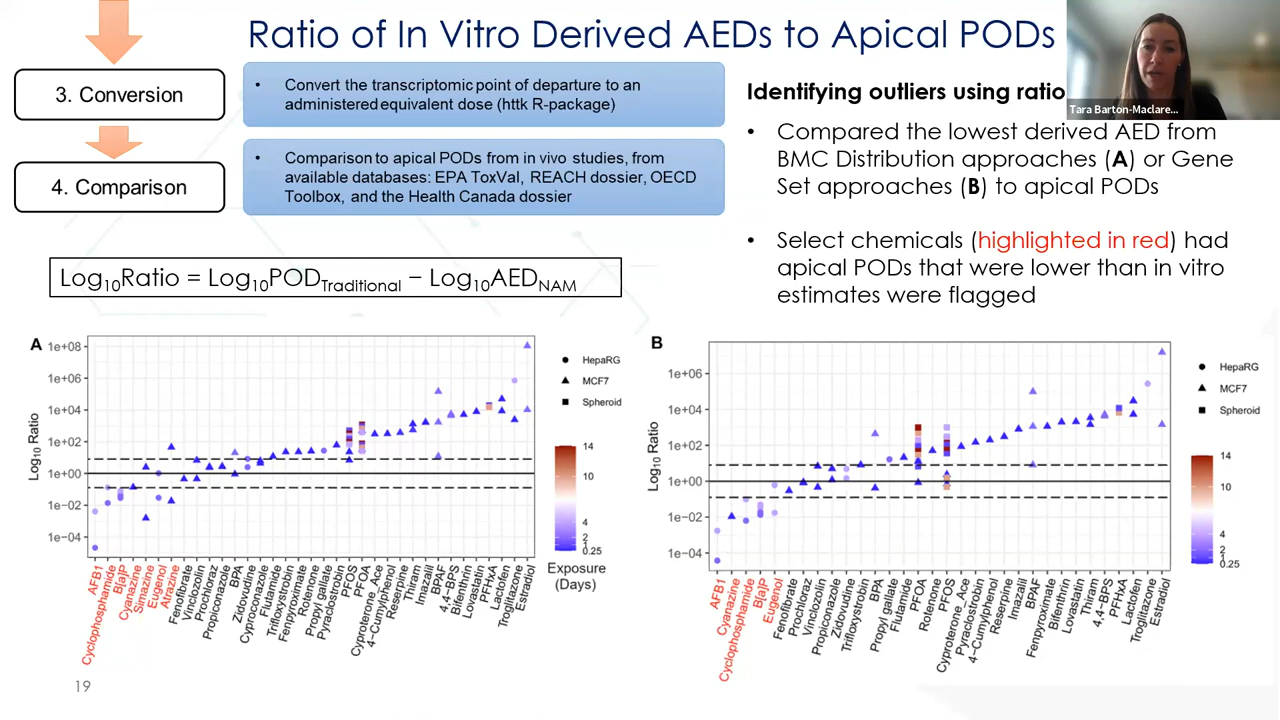 Ratio of In Vitro Derived AEDs to Apical PODs
Tara Barton-Maclare...
3. Conversion
• Convert the transcriptomic point of departure to an
administered equivalent dose (httk R-package)
4. Comparison
• Comparison to apical PODs from in vivo studies, from
available databases: EPA ToxVal, REACH dossier, OECD
Toolbox, and the Health Canada dossier
Log10Ratio = Log10PODTraditional − Log10AEDNAM
Identifying outliers using ratio
• Compared the lowest derived AED from
BMC Distribution approaches (A) or Gene
Set approaches (B) to apical PODs
• Select chemicals (highlighted in red) had
apical PODs that were lower than in vitro
estimates were flagged
A
Log10 Ratio
1e+08
1e+06
1e+04
1e+02
1e+00
1e−02
1e−04
AFB1
Cyclophosphamide
B[a]P
Cyanazine
Simazine
Eugenol
Atrazine
Fenofibrate
Vinclozolin
Prochloraz
Propiconazole
BPA
Zidovudine
Cyproconazole
Flutamide
Trifloxystrobin
Fenpyroximate
Rotenone
Propyl gallate
Pyraclostrobin
PFOS
PFOA
Cyproterone_Ace
4−Cumylpheno
Reserpine
Thiram
Imazalil
BPAF
4,4−BPS
Bifenthrin
Lovastatin
PFHxA
Lactofen
Troglitazone
Estradiol
HepaRG
MCF7
Spheroid
14
10
4
2
1
0.25
Exposure
(Days)
B
Log10 Ratio
1e+06
1e+04
1e+02
1e+00
1e−02
1e−04
AFB1
Cyanazine
Cyclophosphamide
B[a]P
Eugenol
Fenofibrate
Prochloraz
Vinclozolin
Propiconazole
Zidovudine
Trifloxystrobin
BPA
Propyl gallate
Flutamide
PFOA
Rotenone
PFOS
Cyproterone_Ace
Pyraclostrobin
4−Cumylphenol
Reserpine
Imazalil
BPAF
Fenpyroximate
Bifenthrin
Lovastatin
Thiram
4,4−BPS
PFHxA
Lactofen
Troglitazone
Estradiol
HepaRG
MCF7
Spheroid
14
10
4
2
0.25
19